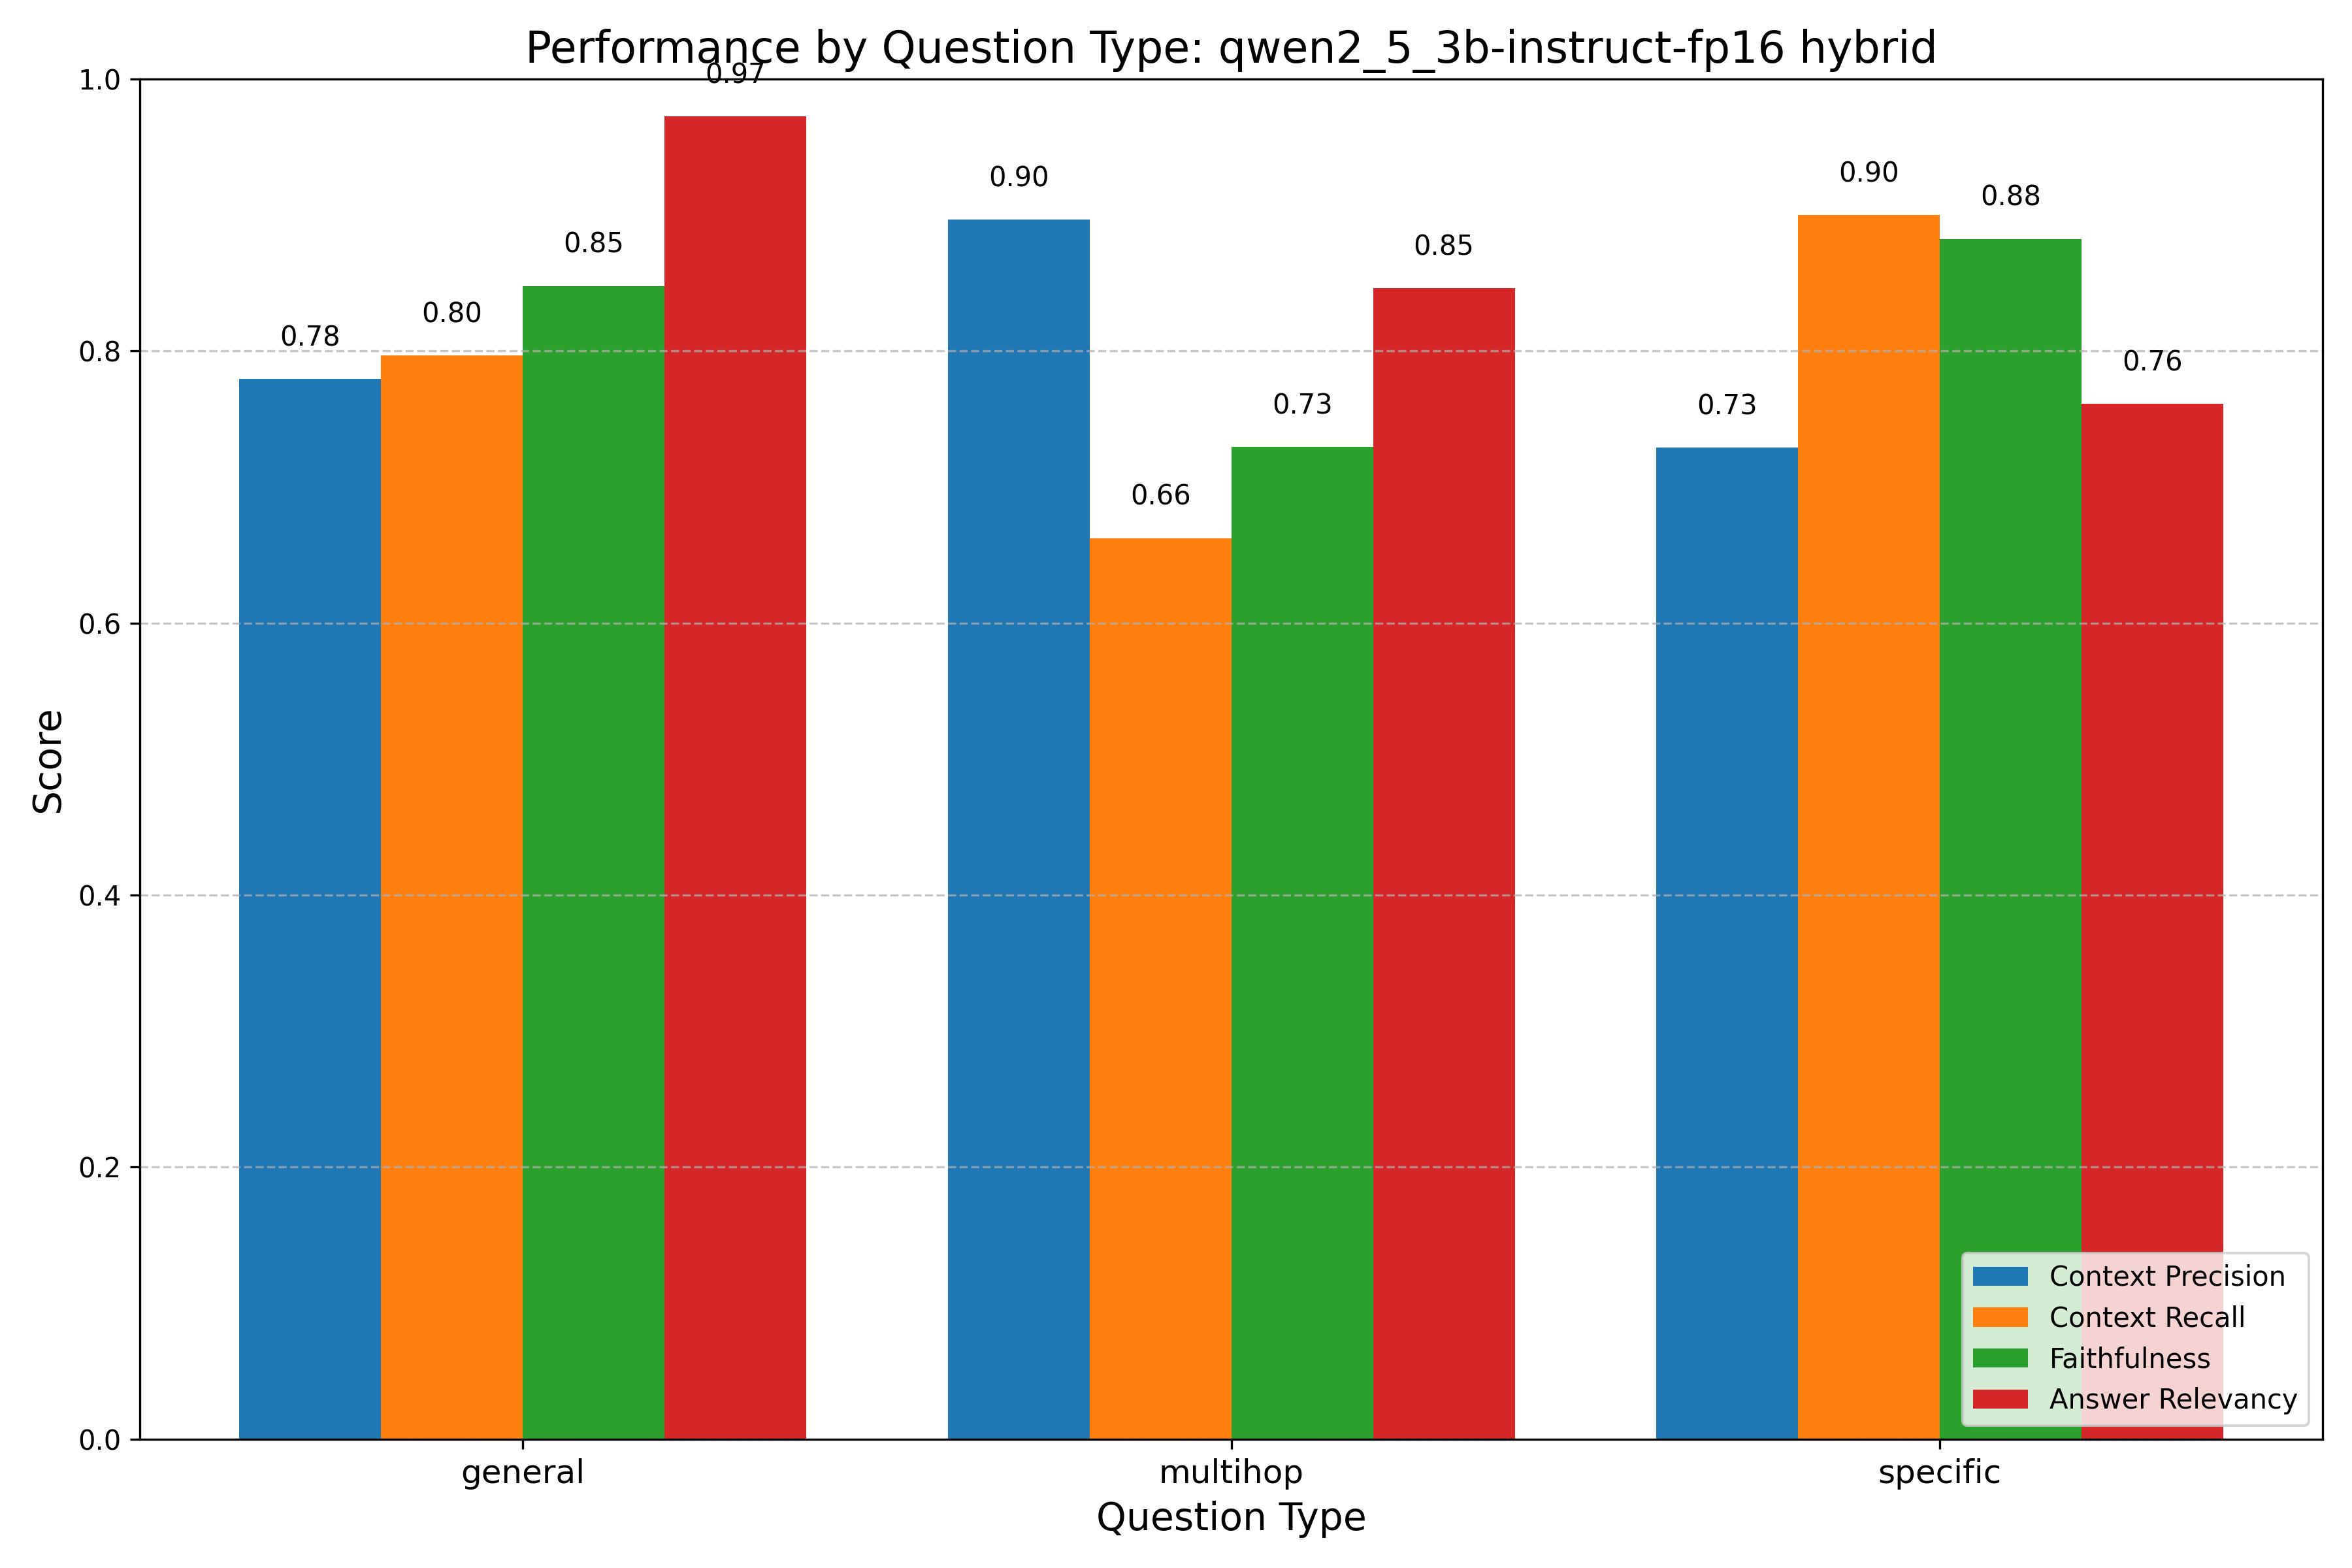 Performance by Question Type: qwen2_5_3b-instruct-fp16 hybrid
Score
1.0
0.8
0.6
0.4
0.2
0.0
0.78
0.80
0.85
0.97
0.90
0.66
0.73
0.85
0.73
0.90
0.88
0.76
Context Precision
Context Recall
Faithfulness
Answer Relevancy
general
multihop
specific
Question Type